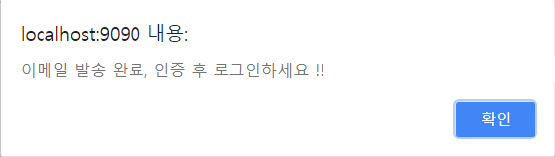 localhost:9090 내용:
이메일 발송 완료, 인증 후 로그인하세요 !!
확인